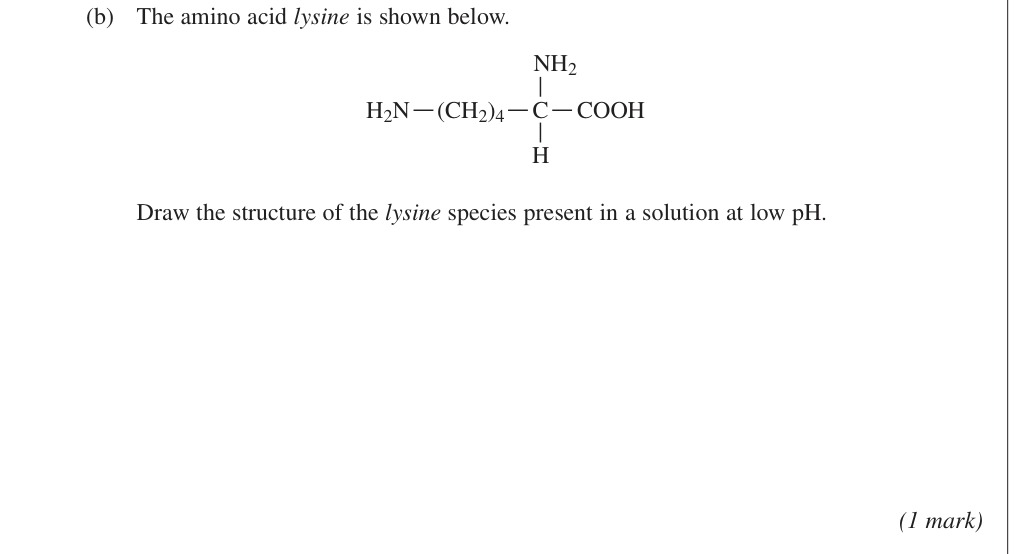 (b) The amino acid lysine is shown below.
NH₂
|
H₂N—(CH₂)₄—C—COOH
|
H
Draw the structure of the lysine species present in a solution at low pH.
(1 mark)